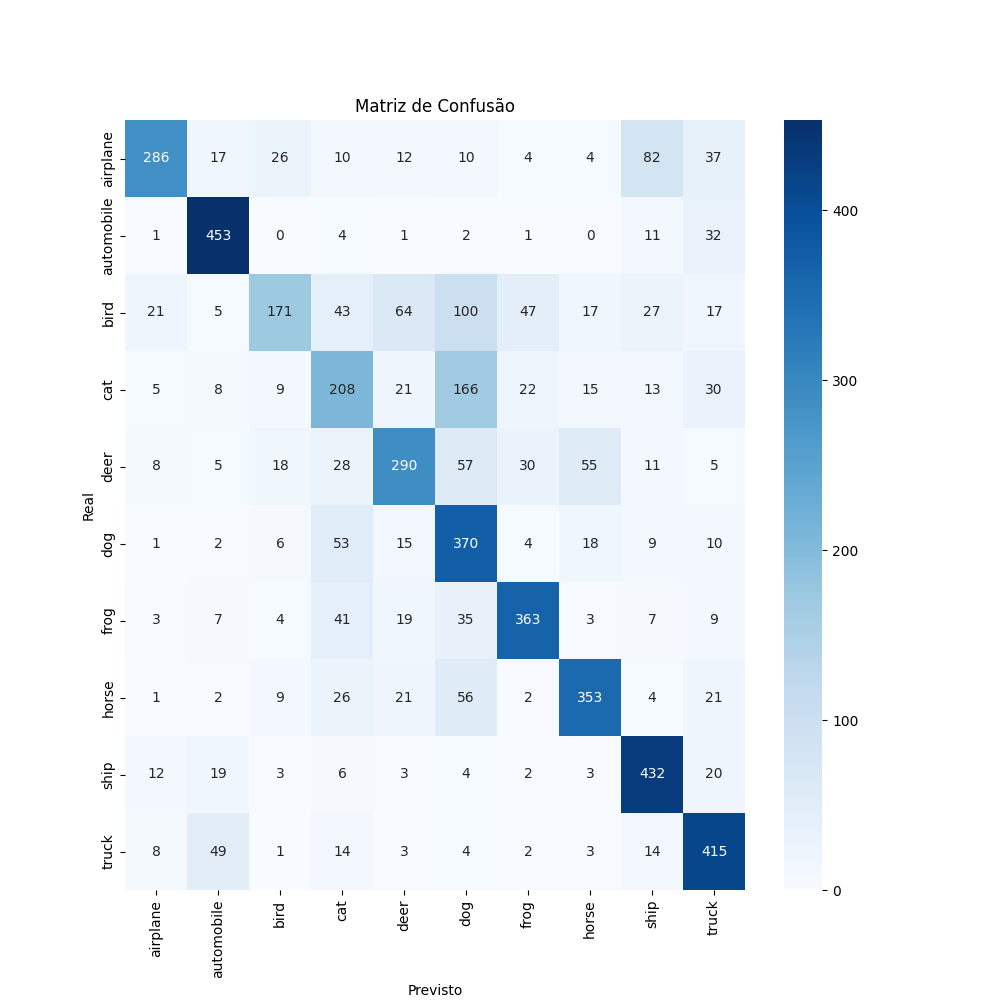 Matriz de Confusão
airplane 286 17 26 10 12 10 4 4 82 37
automobile 1 453 0 4 1 2 1 0 11 32
bird 21 5 171 43 64 100 47 17 27 17
cat 5 8 9 208 21 166 22 15 13 30
deer 8 5 18 28 290 57 30 55 11 5
dog 1 2 6 53 15 370 4 18 9 10
frog 3 7 4 41 19 35 363 3 7 9
horse 1 2 9 26 21 56 2 353 4 21
ship 12 19 3 6 3 4 2 3 432 20
truck 8 49 1 14 3 4 2 3 14 415
Real
airplane automobile bird cat deer dog frog horse ship truck
Previsto
400
300
200
100
0